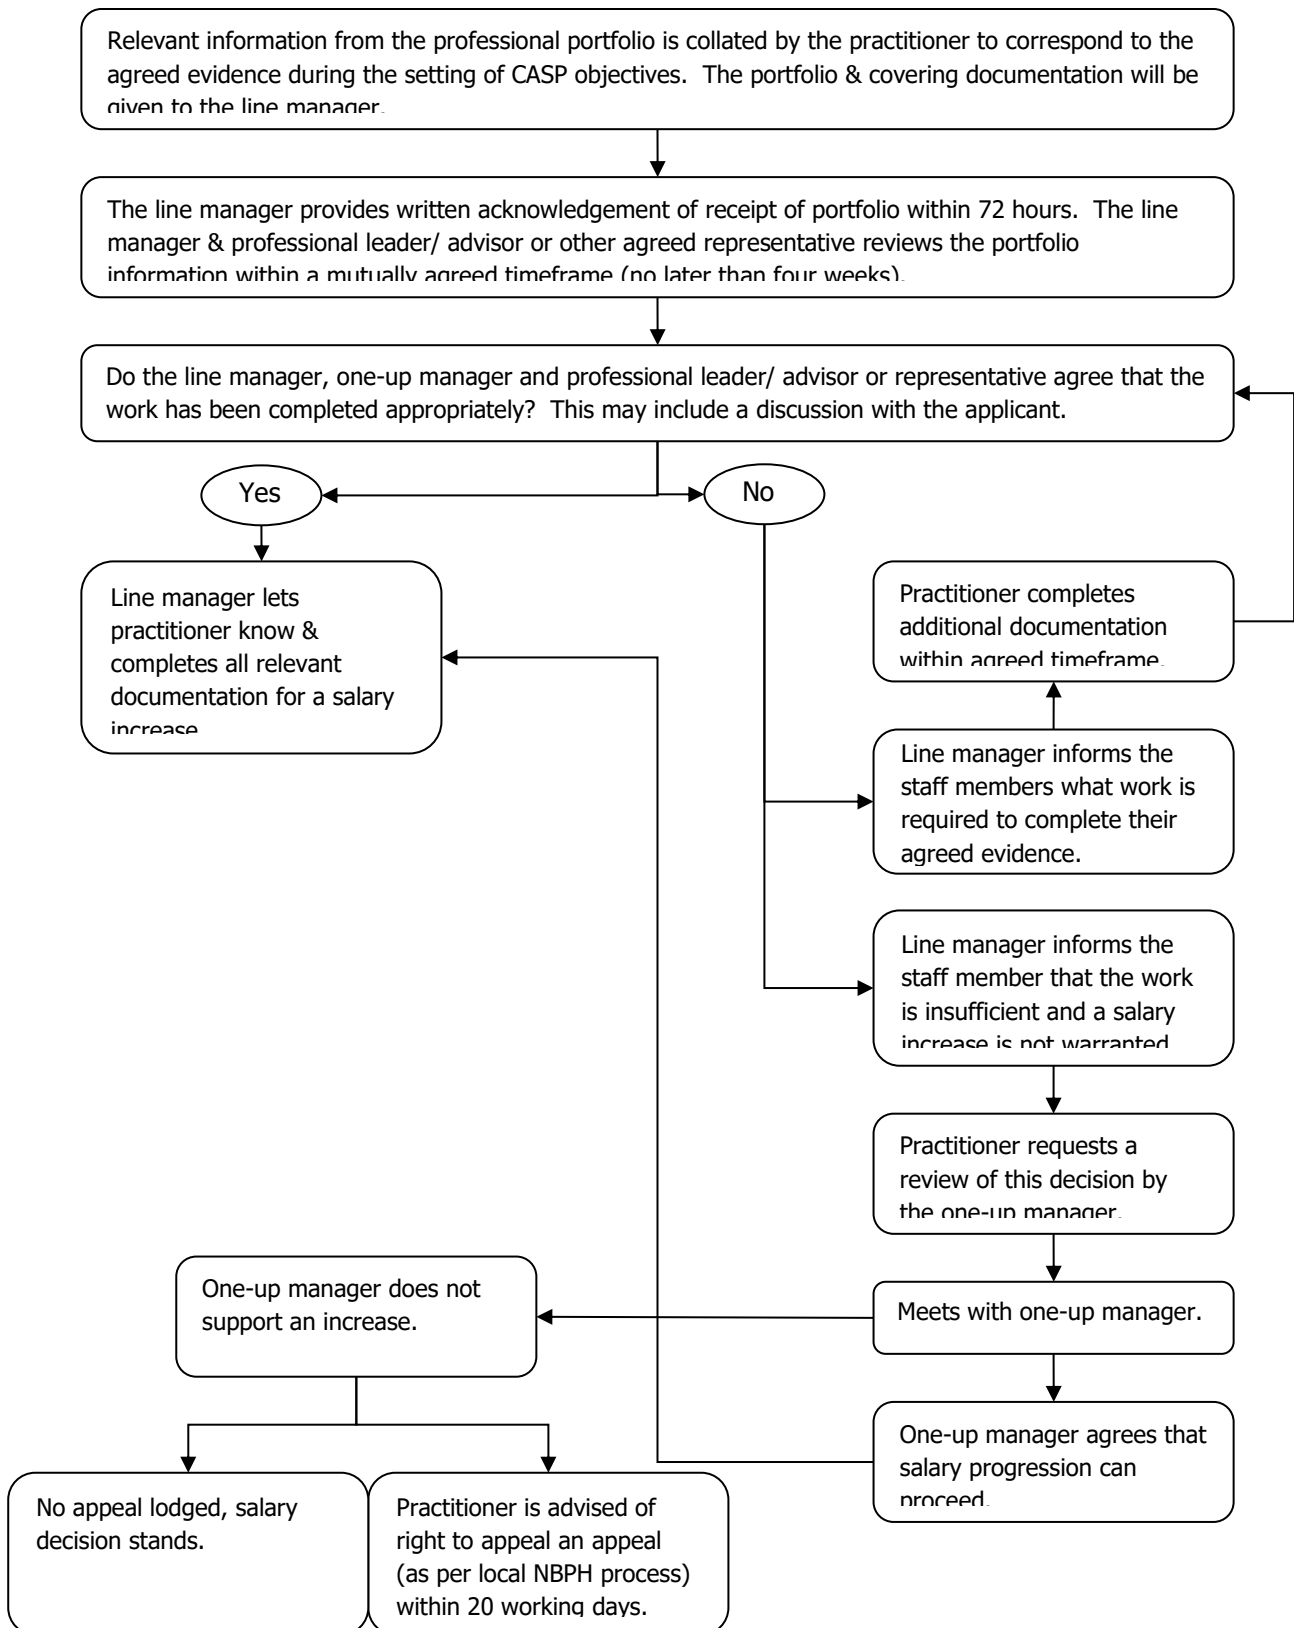 Relevant information from the professional portfolio is collated by the practitioner to correspond to the
agreed evidence during the setting of CASP objectives.  The portfolio & covering documentation will be
given to the line manager.
The line manager provides written acknowledgement of receipt of portfolio within 72 hours.  The line
manager & professional leader/ advisor or other agreed representative reviews the portfolio
information within a mutually agreed timeframe (no later than four weeks).
Do the line manager, one-up manager and professional leader/ advisor or representative agree that the
work has been completed appropriately?  This may include a discussion with the applicant.
Yes
No
Line manager lets
practitioner know &
completes all relevant
documentation for a salary
increase
Practitioner completes
additional documentation
within agreed timeframe.
Line manager informs the
staff members what work is
required to complete their
agreed evidence.
Line manager informs the
staff member that the work
is insufficient and a salary
increase is not warranted
Practitioner requests a
review of this decision by
the one-up manager.
One-up manager does not
support an increase.
Meets with one-up manager.
One-up manager agrees that
salary progression can
proceed.
No appeal lodged, salary
decision stands.
Practitioner is advised of
right to appeal an appeal
(as per local NBPH process)
within 20 working days.